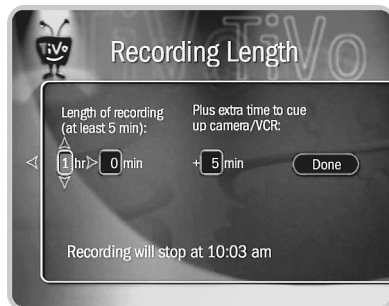 TiVo
Recording Length
Length of recording
(at least 5 min):
Plus extra time to cue
up camera/VCR:
1 hr 0 min
+ 5 min
Done
Recording will stop at 10:03 am